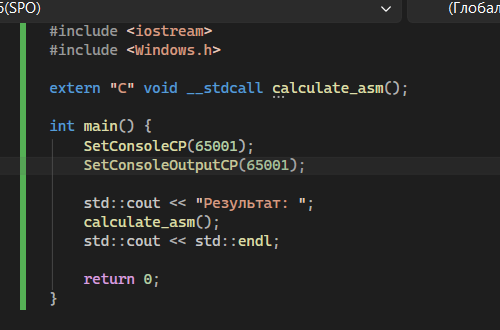 5(SPO) (Глобал
#include <iostream>
#include <Windows.h>
extern "C" void __stdcall calculate_asm();
int main() {
SetConsoleCP(65001);
SetConsoleOutputCP(65001);
std::cout << "Результат: ";
calculate_asm();
std::cout << std::endl;
return 0;
}